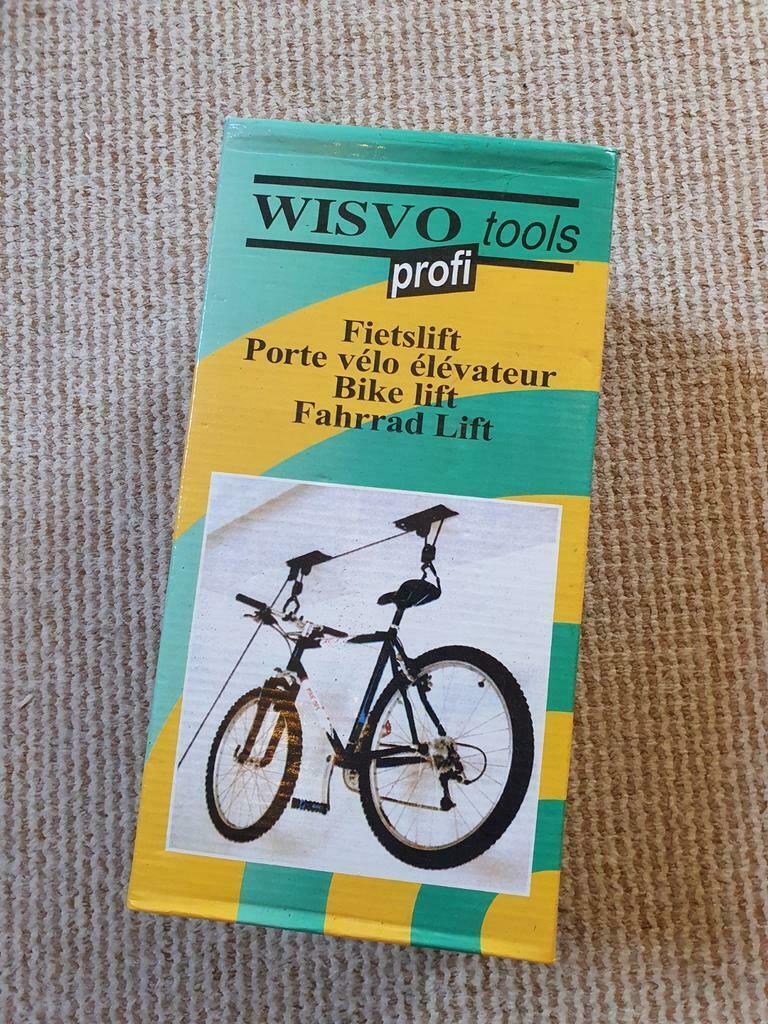 WISVO tools
profi
Fietslift
Porte vélo élévateur
Bike lift
Fahrrad Lift